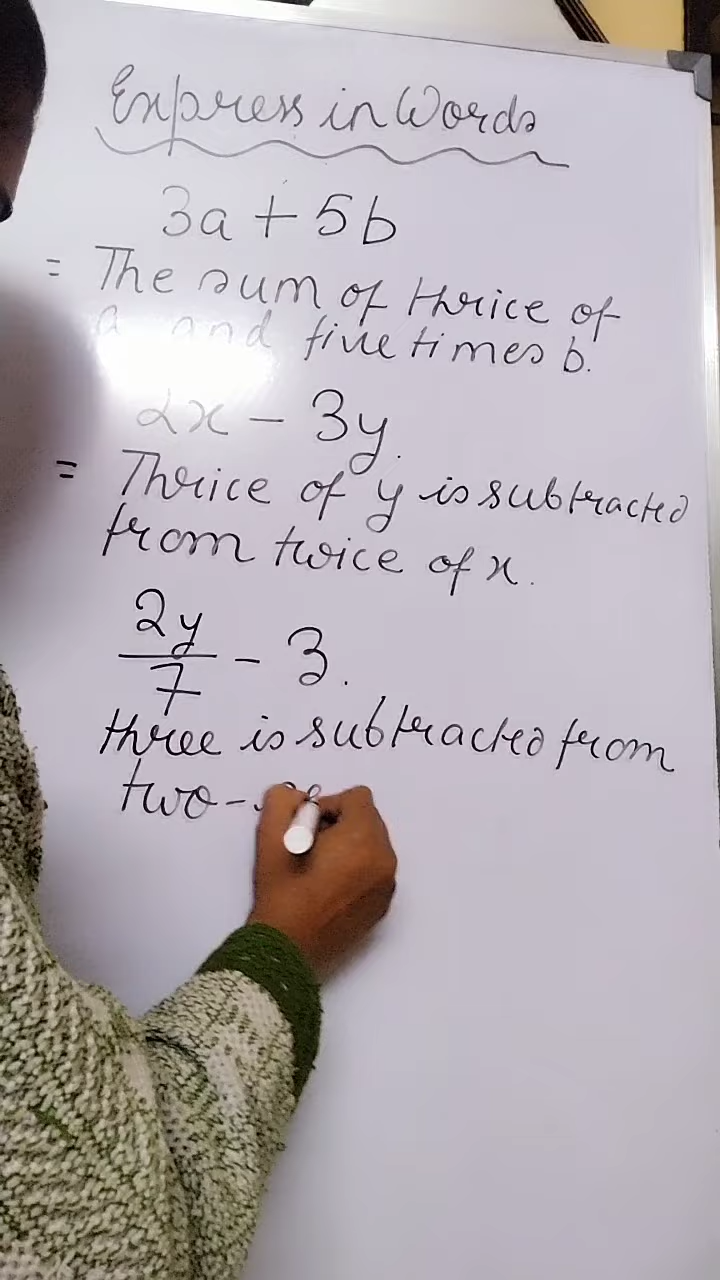 Express in Words
3a + 5b
= The sum of thrice of
a and five times b.
2x - 3y.
= Thrice of y is subtracted
from twice of x.
2y
7
- 3.
three is subtracted from
two-